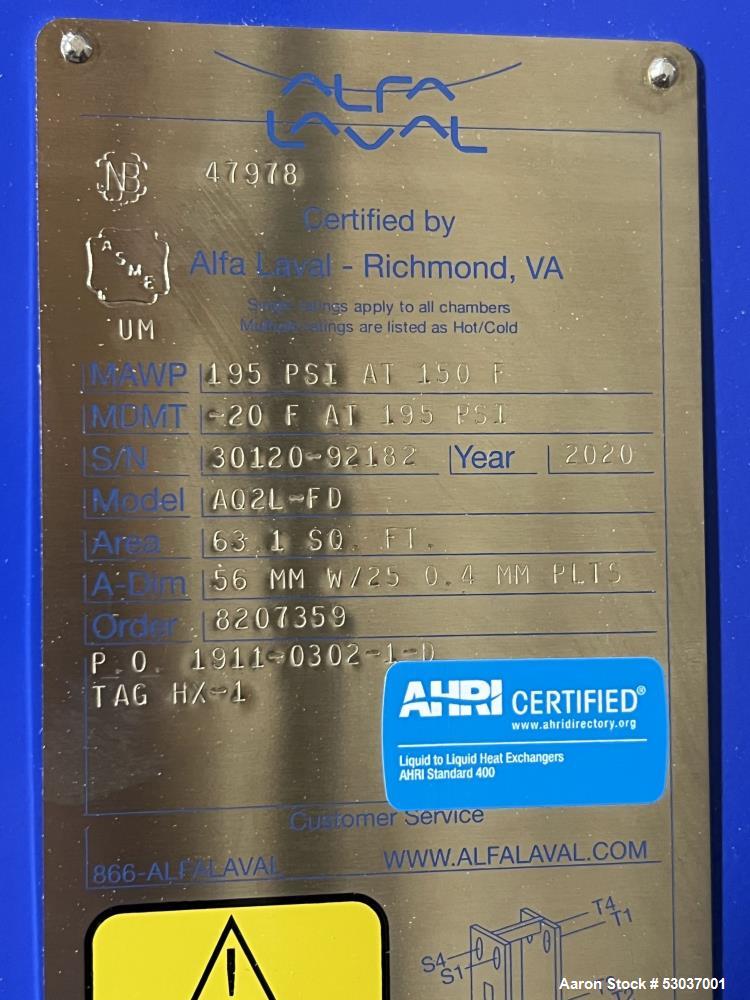 ALFA
LAVAL
NB 47978
Certified by
ASME
Alfa Laval - Richmond, VA
Single ratings apply to all chambers
UM
Multiple ratings are listed as Hot/Cold
MAWP 195 PSI AT 150 F
MDMT -20 F AT 195 PSI
S/N 30120-92182 Year 2020
Model AQ2L-FD
Area 63.1 SQ. FT.
A-Dim 56 MM W/25 0.4 MM PLTS
Order 8207359
P.O. 1911-0302-1-D
TAG HX-1
AHRI CERTIFIED®
www.ahridirectory.org
Liquid to Liquid Heat Exchangers
AHRI Standard 400
Customer Service
866-ALFALAVAL WWW.ALFALAVAL.COM
!
T4
T1
S4
S1
Aaron Stock # 53037001